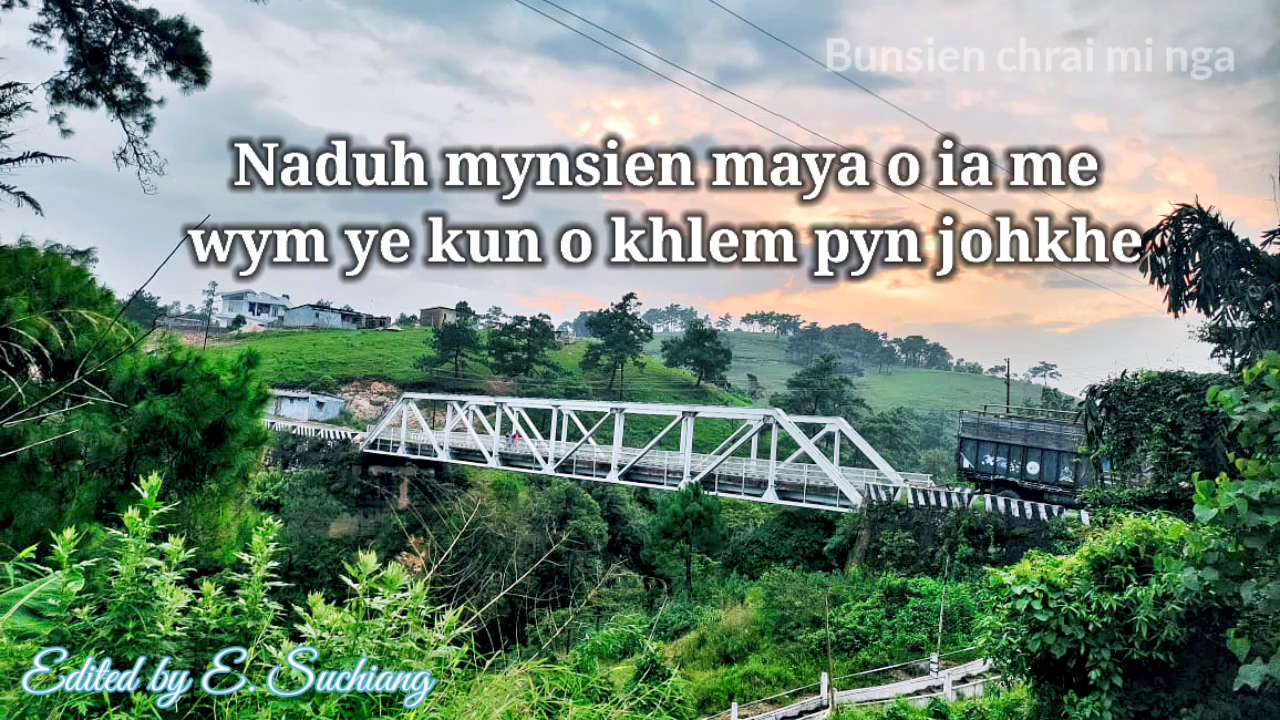 Bunsien chrai mi nga
Naduh mynsien maya o ia me
wym ye kun o khlem pyn johkhe
Edited by E. Suchiang